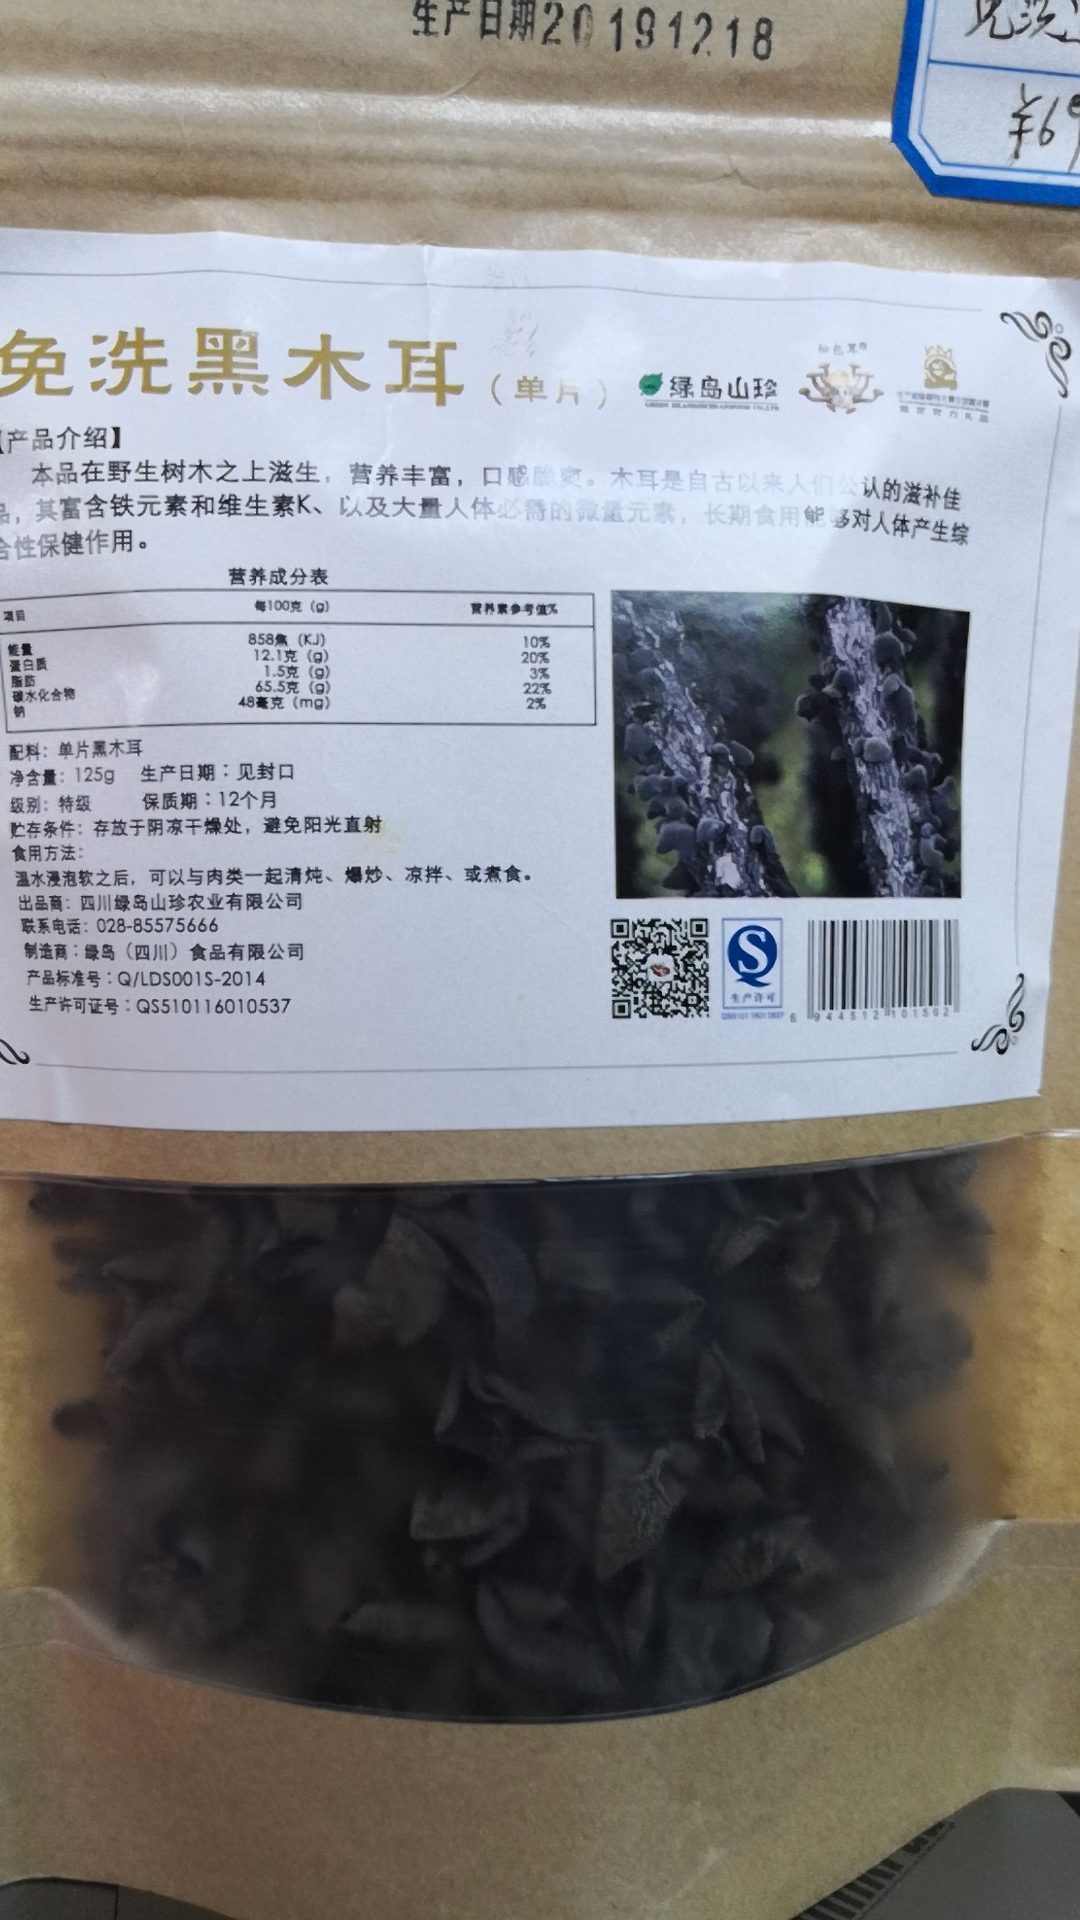 生产日期20191218
免洗
¥69
免洗黑木耳（单片）
绿岛山珍
【产品介绍】
本品在野生树木之上滋生，营养丰富，口感脆爽。木耳是自古以来人们公认的滋补佳
品，其富含铁元素和维生素K、以及大量人体必需的微量元素，长期食用能够对人体产生综
合性保健作用。
营养成分表
项目 每100克（g） 营养素参考值%
能量 858焦（KJ） 10%
蛋白质 12.1克（g） 20%
脂肪 1.5克（g） 3%
碳水化合物 65.5克（g） 22%
钠 48毫克（mg） 2%
配料：单片黑木耳
净含量：125g 生产日期：见封口
级别：特级 保质期：12个月
贮存条件：存放于阴凉干燥处，避免阳光直射
食用方法：
温水浸泡软之后，可以与肉类一起清炖、爆炒、凉拌、或煮食。
出品商：四川绿岛山珍农业有限公司
联系电话：028-85575666
制造商：绿岛（四川）食品有限公司
产品标准号：Q/LDS001S-2014
生产许可证号：QS510116010537
生产许可
QS5101 1601 0537
6 944512 101502